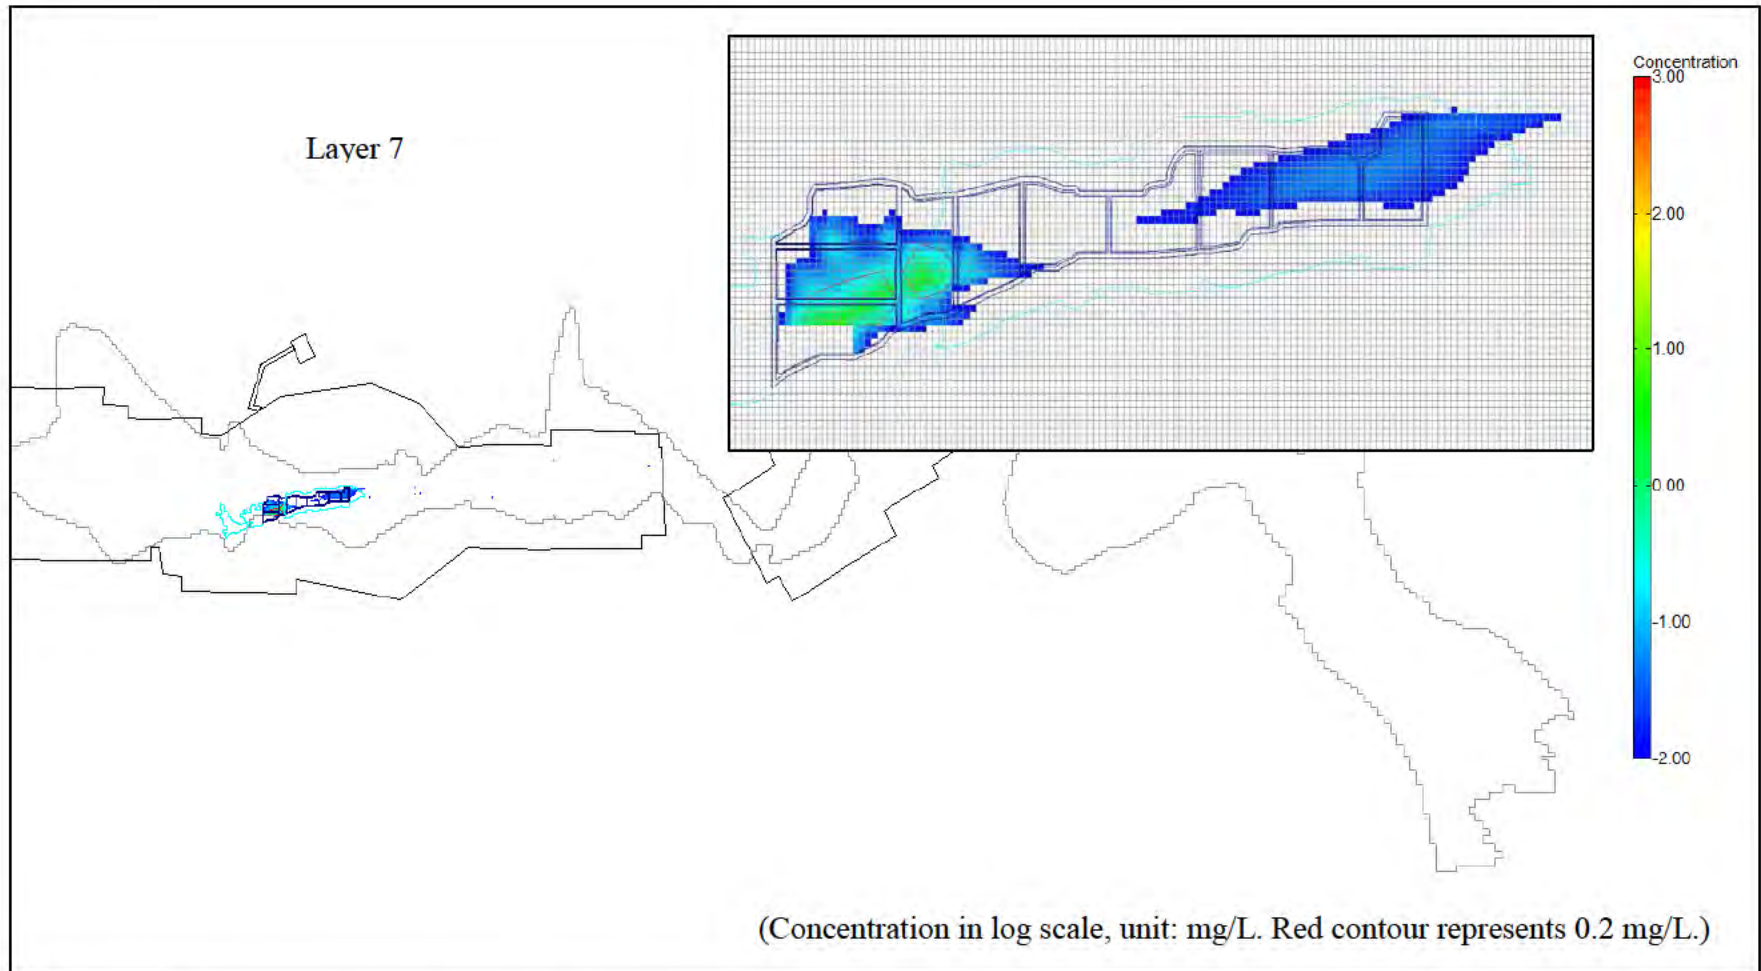 Layer 7
Concentration
3.00
2.00
1.00
0.00
-1.00
-2.00
(Concentration in log scale, unit: mg/L. Red contour represents 0.2 mg/L.)